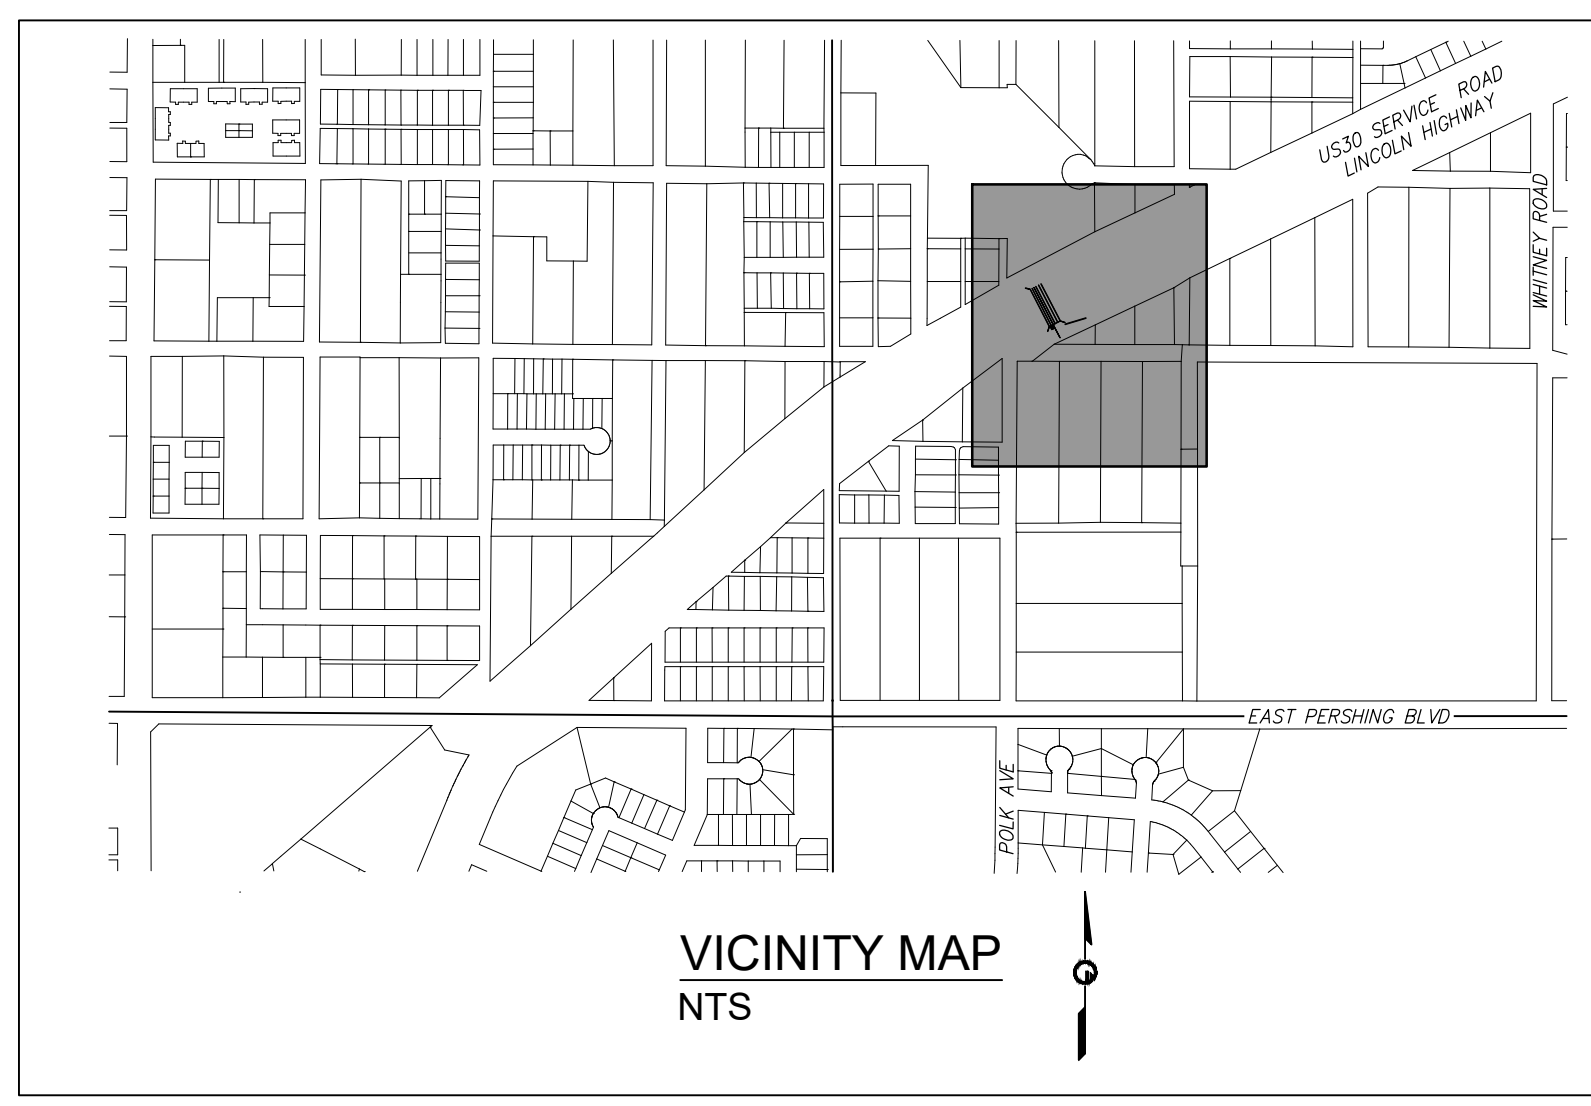 US30 SERVICE ROAD
LINCOLN HIGHWAY
WHITNEY ROAD
EAST PERSHING BLVD
POLK AVE
VICINITY MAP
NTS